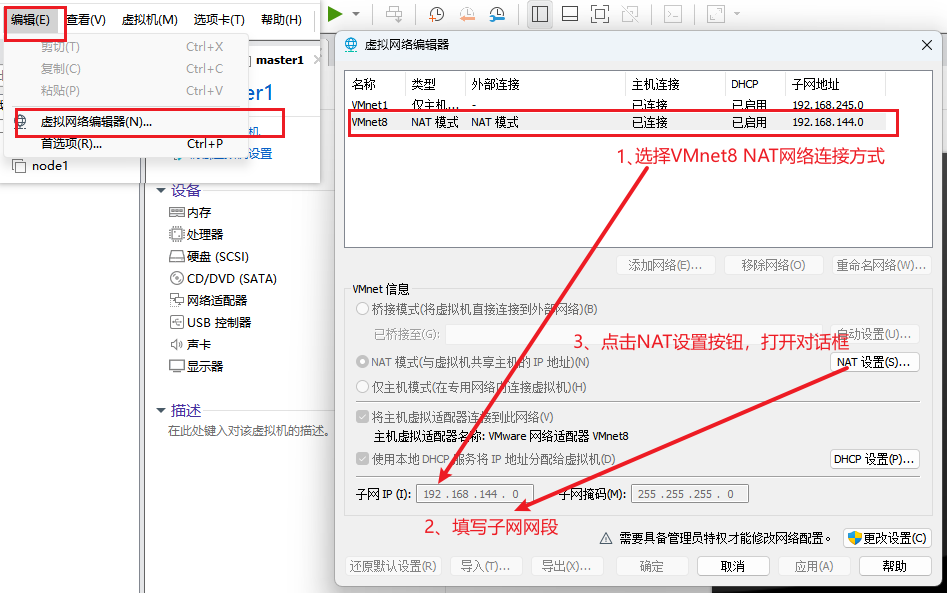 编辑(E) 查看(V) 虚拟机(M) 选项卡(T) 帮助(H)
剪切(T) Ctrl+X
复制(C) Ctrl+C
粘贴(P) Ctrl+V
虚拟网络编辑器(N)...
首选项(R)... Ctrl+P
master1
er1
机
设置
node1
设备
内存
处理器
硬盘 (SCSI)
CD/DVD (SATA)
网络适配器
USB 控制器
声卡
显示器
描述
在此处键入对该虚拟机的描述。
虚拟网络编辑器
名称 类型 外部连接 主机连接 DHCP 子网地址
VMnet1 仅主机... - 已连接 已启用 192.168.245.0
VMnet8 NAT 模式 NAT 模式 已连接 已启用 192.168.144.0
1、选择VMnet8 NAT网络连接方式
添加网络(E)... 移除网络(O) 重命名网络(W)...
VMnet 信息
桥接模式(将虚拟机直接连接到外部网络)(B)
已桥接至(G): 自动设置(U)...
3、点击NAT设置按钮，打开对话框
NAT 模式(与虚拟机共享主机的 IP 地址)(N) NAT 设置(S)...
仅主机模式(在专用网络内连接虚拟机)(H)
将主机虚拟适配器连接到此网络(V)
主机虚拟适配器名称: VMware 网络适配器 VMnet8
使用本地 DHCP 服务将 IP 地址分配给虚拟机(D) DHCP 设置(P)...
子网 IP (I): 192 . 168 . 144 . 0 子网掩码(M): 255 . 255 . 255 . 0
2、填写子网网段
需要具备管理员特权才能修改网络配置。 更改设置(C)
还原默认设置(R) 导入(T)... 导出(X)... 确定 取消 应用(A) 帮助